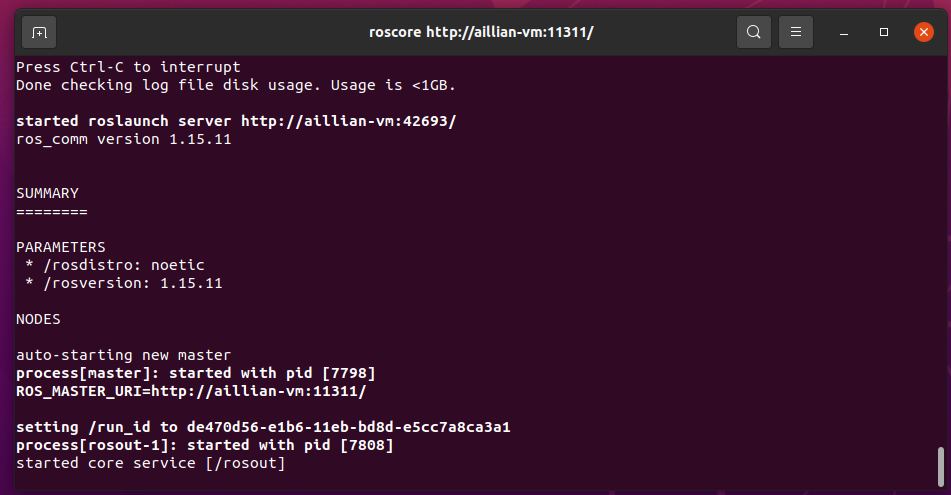 roscore http://aillian-vm:11311/
Press Ctrl-C to interrupt
Done checking log file disk usage. Usage is <1GB.
started roslaunch server http://aillian-vm:42693/
ros_comm version 1.15.11
SUMMARY
========
PARAMETERS
 * /rosdistro: noetic
 * /rosversion: 1.15.11
NODES
auto-starting new master
process[master]: started with pid [7798]
ROS_MASTER_URI=http://aillian-vm:11311/
setting /run_id to de470d56-e1b6-11eb-bd8d-e5cc7a8ca3a1
process[rosout-1]: started with pid [7808]
started core service [/rosout]